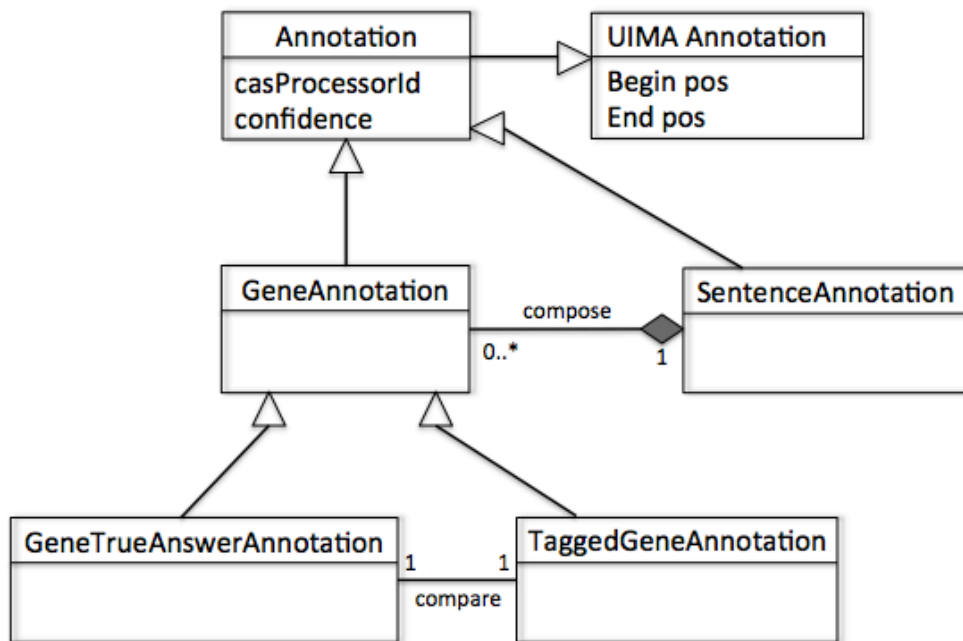 Annotation
casProcessorId
confidence
UIMA Annotation
Begin pos
End pos
GeneAnnotation
compose
0..*
1
SentenceAnnotation
GeneTrueAnswerAnnotation
1
1
compare
TaggedGeneAnnotation